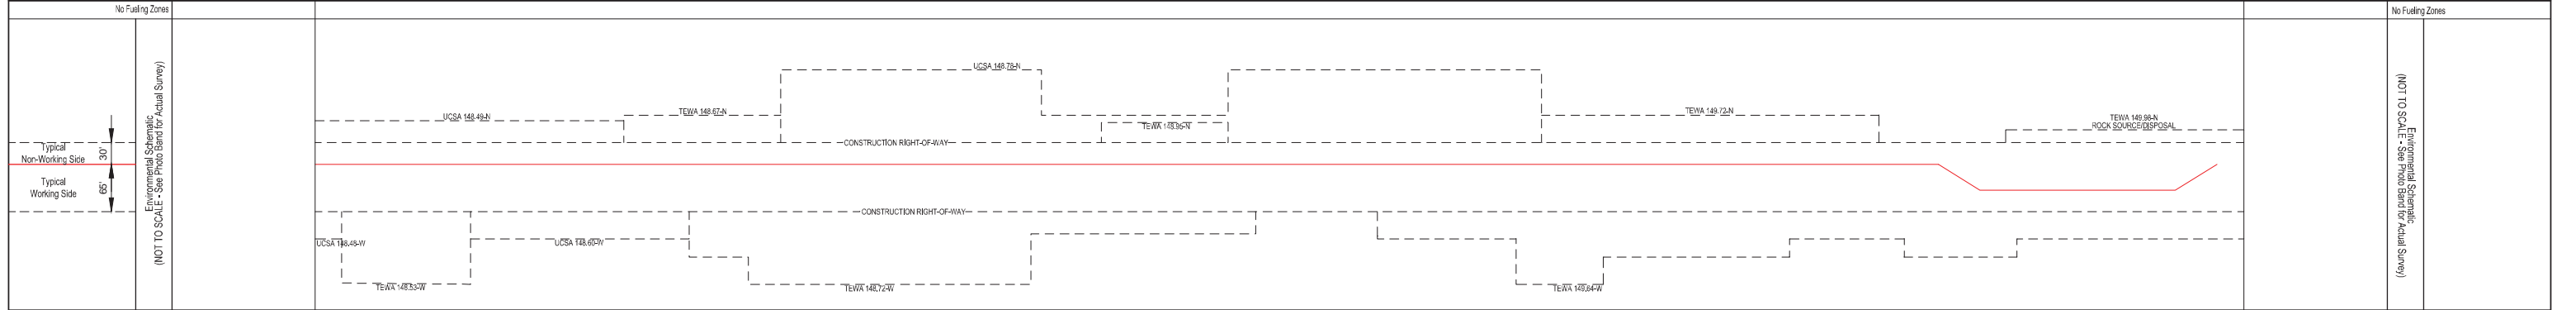 No Fueling Zones
No Fueling Zones
Environmental Schematic
(NOT TO SCALE - See Photo Band for Actual Survey)
Typical
Non-Working Side
30'
Typical
Working Side
65'
UCSA 148.78-N
UCSA 148.49-N
TEWA 148.67-N
TEWA 148.95-N
TEWA 149.72-N
TEWA 149.98-N
ROCK SOURCE/DISPOSAL
CONSTRUCTION RIGHT-OF-WAY
CONSTRUCTION RIGHT-OF-WAY
UCSA 148.48-W
UCSA 148.60-W
TEWA 148.53-W
TEWA 148.72-W
TEWA 149.64-W
Environmental Schematic
(NOT TO SCALE - See Photo Band for Actual Survey)